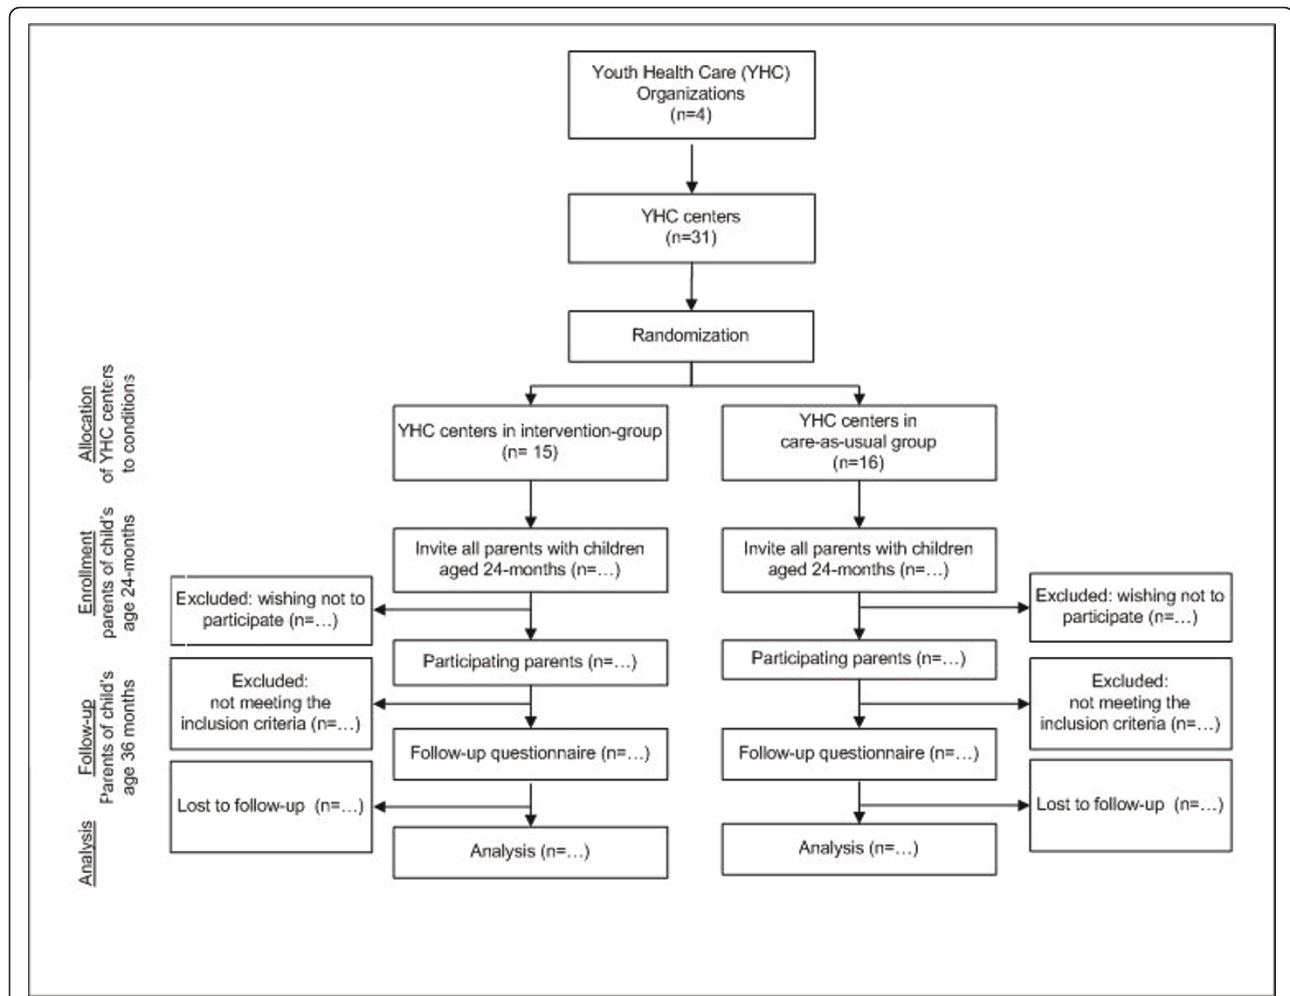 Youth Health Care (YHC)
Organizations
(n=4)
YHC centers
(n=31)
Randomization
Allocation
of YHC centers
to conditions
YHC centers in intervention-group
(n= 15)
YHC centers in
care-as-usual group
(n=16)
Enrollment
parents of child's
age 24-months
Invite all parents with children
aged 24-months (n=...)
Invite all parents with children
aged 24-months (n=...)
Excluded: wishing not to
participate (n=...)
Excluded: wishing not to
participate (n=...)
Participating parents (n=...)
Participating parents (n=...)
Follow-up
Parents of child's
age 36 months
Excluded:
not meeting the
inclusion criteria (n=...)
Excluded:
not meeting the
inclusion criteria (n=...)
Follow-up questionnaire (n=...)
Follow-up questionnaire (n=...)
Lost to follow-up (n=...)
Lost to follow-up (n=...)
Analysis
Analysis (n=...)
Analysis (n=...)